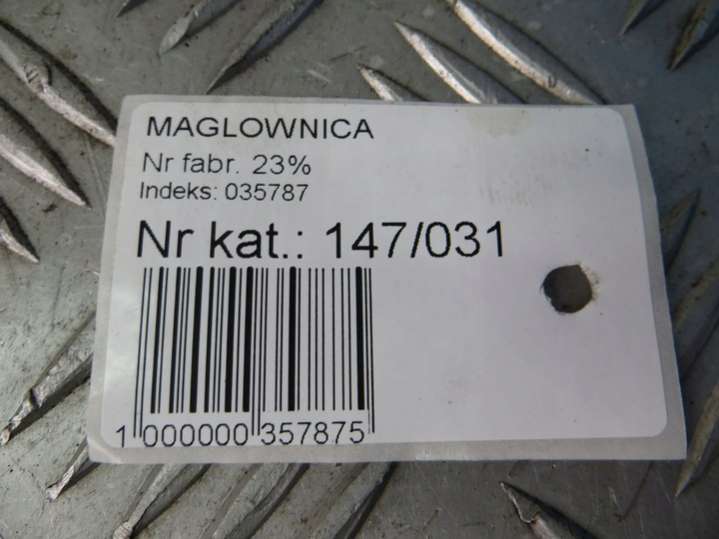 MAGLOWNICA
Nr fabr. 23%
Indeks: 035787
Nr kat.: 147/031
1 000000 357875